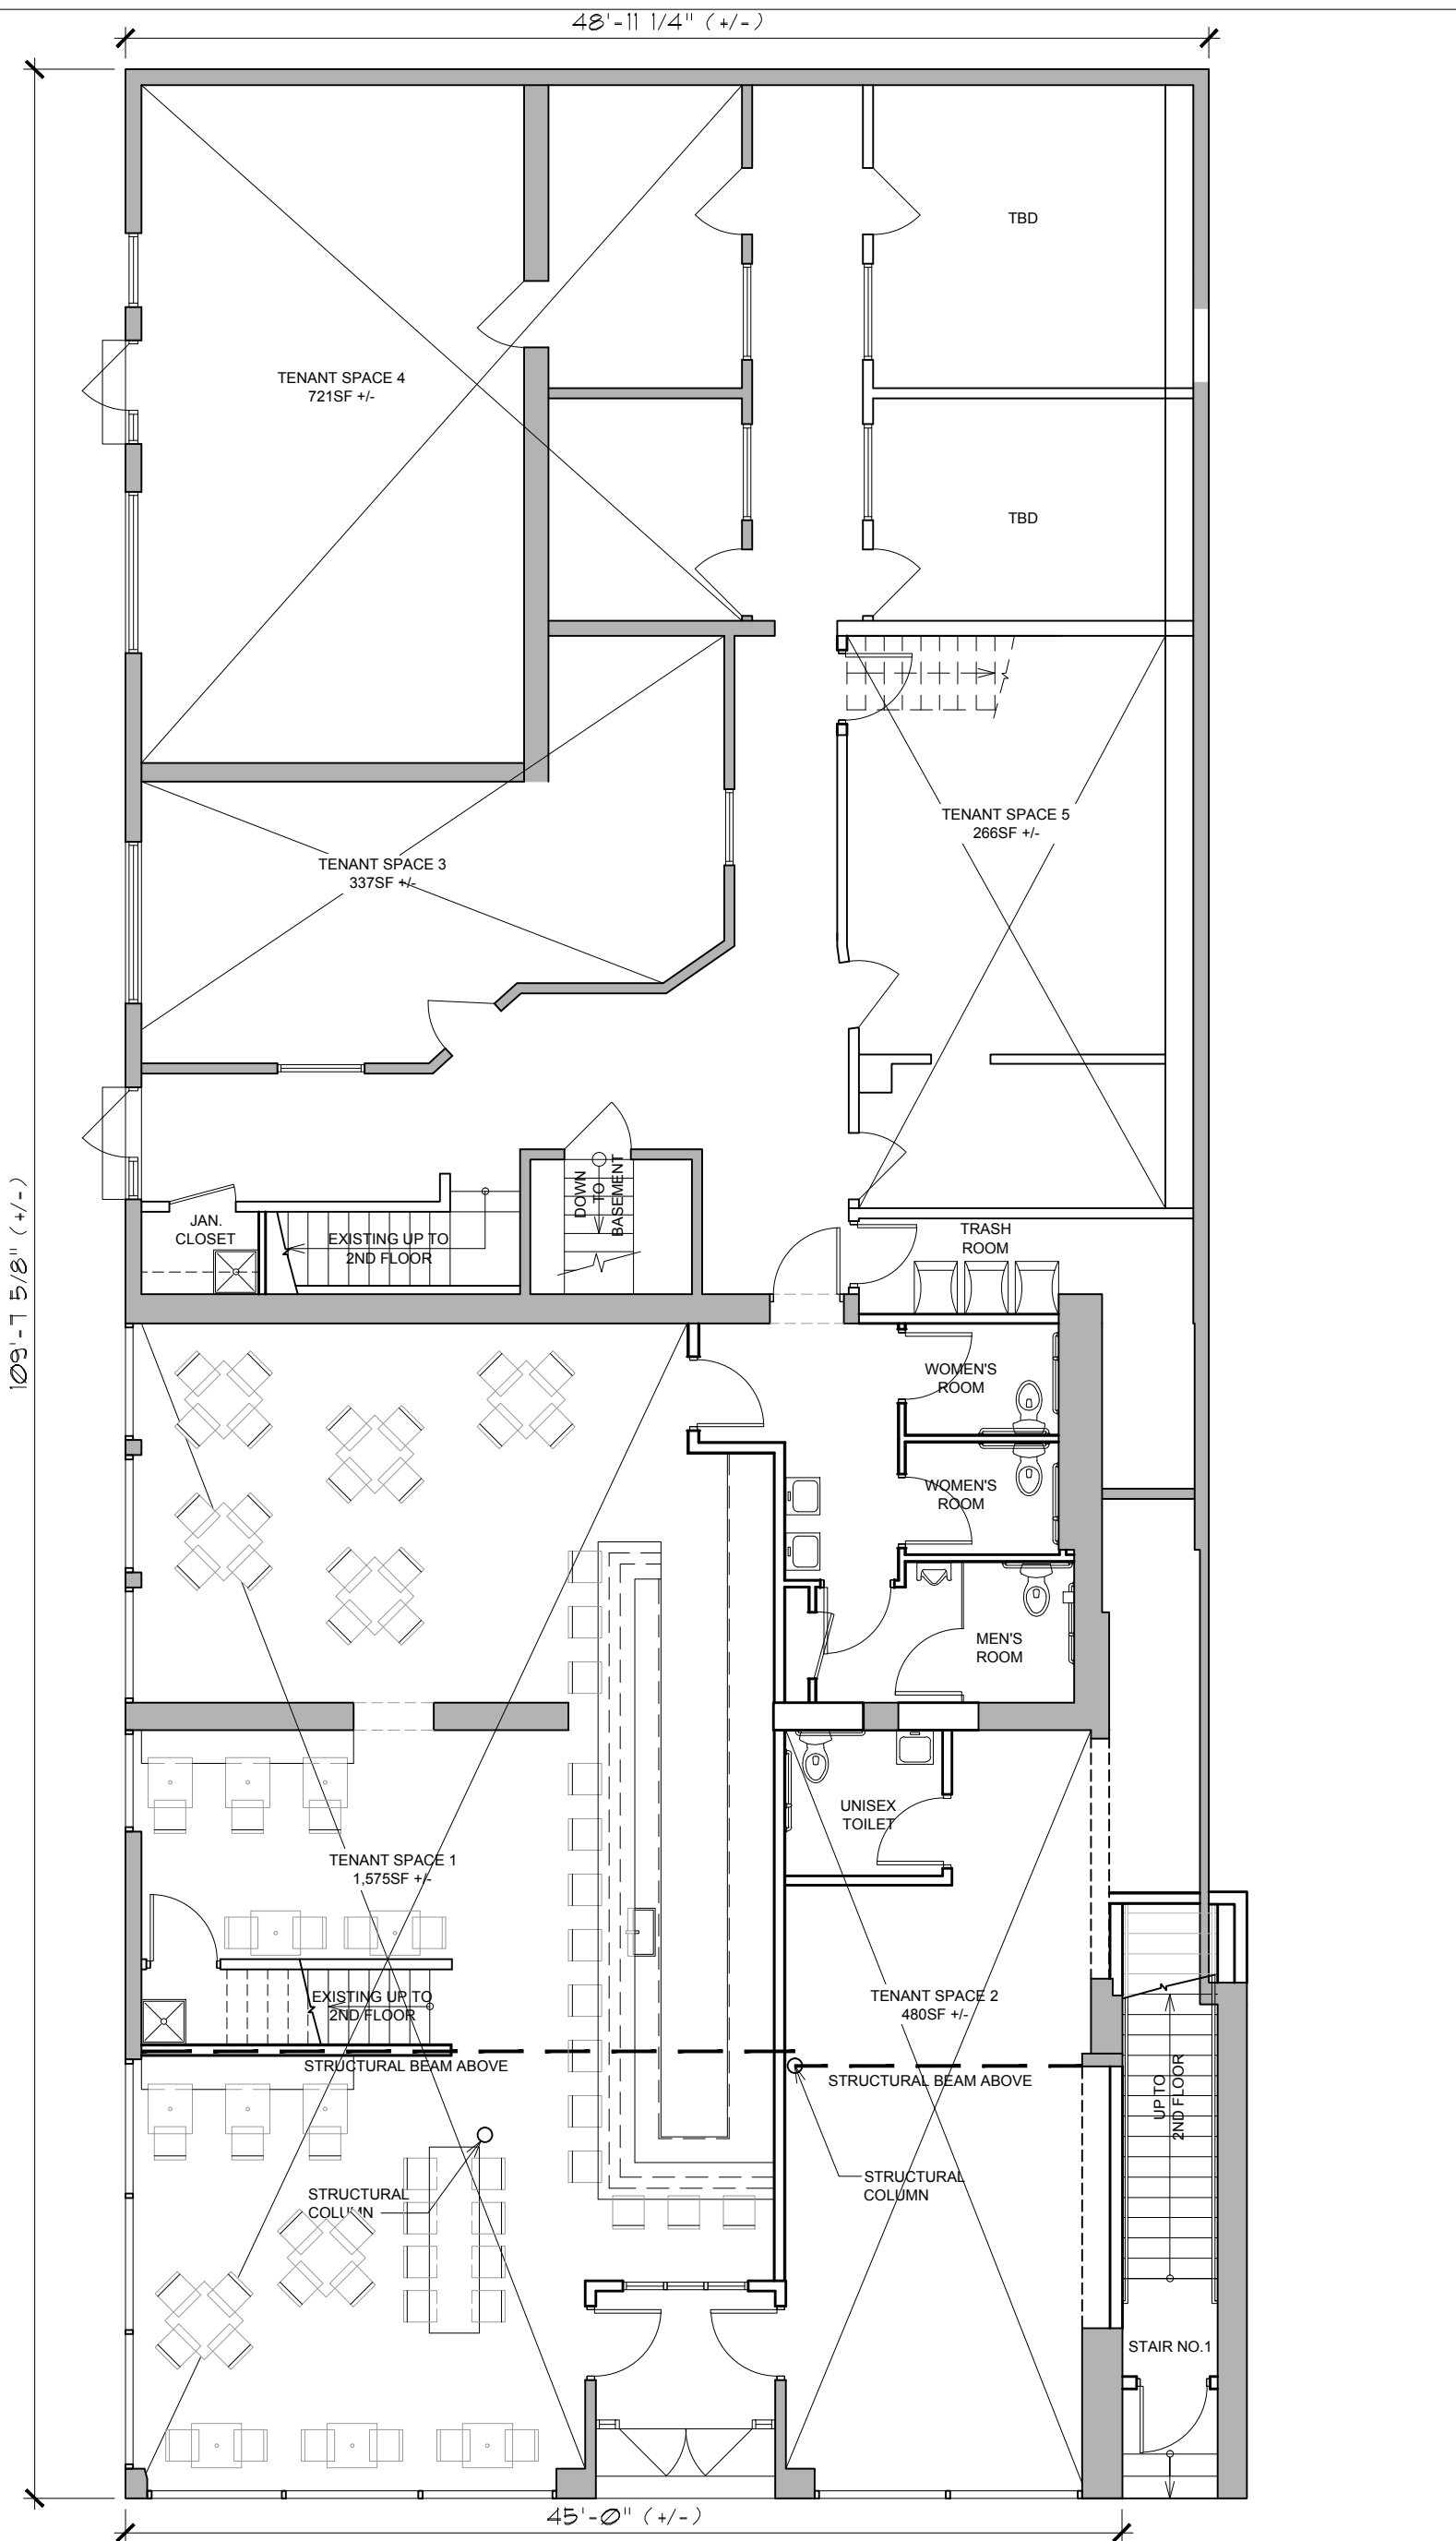 48'-11 1/4" (+/-)
TBD
TENANT SPACE 4
721SF +/-
TBD
TENANT SPACE 5
266SF +/-
TENANT SPACE 3
337SF +/-
109'-7 5/8" (+/-)
DOWN
TO
BASEMENT
JAN.
CLOSET
EXISTING UP TO
2ND FLOOR
TRASH
ROOM
WOMEN'S
ROOM
WOMEN'S
ROOM
MEN'S
ROOM
UNISEX
TOILET
TENANT SPACE 1
1,575SF +/-
EXISTING UP TO
2ND FLOOR
TENANT SPACE 2
480SF +/-
STRUCTURAL BEAM ABOVE
STRUCTURAL BEAM ABOVE
UP TO
2ND FLOOR
STRUCTURAL
COLUMN
STRUCTURAL
COLUMN
STAIR NO.1
45'-0" (+/-)